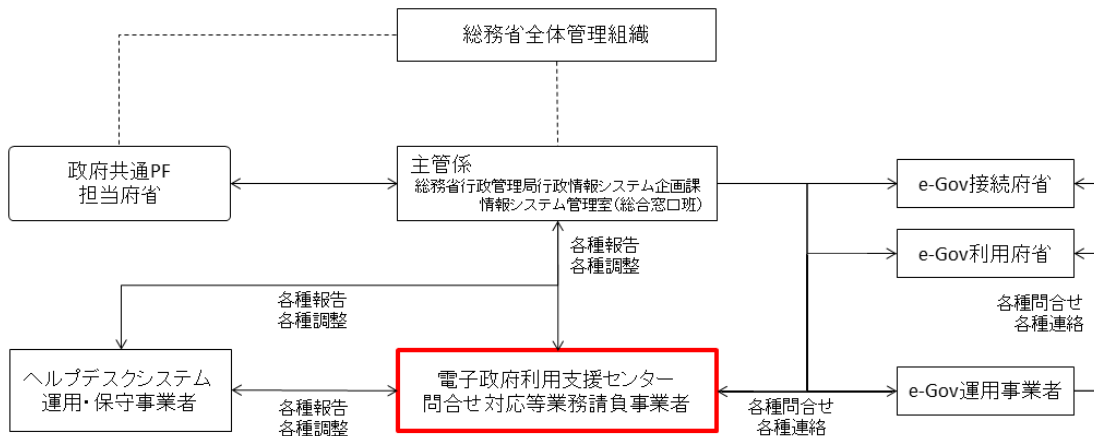 総務省全体管理組織
政府共通PF
担当府省
主管係
総務省行政管理局行政情報システム企画課
情報システム管理室(総合窓口班)
e-Gov接続府省
e-Gov利用府省
各種報告
各種調整
各種報告
各種調整
各種問合せ
各種連絡
ヘルプデスクシステム
運用・保守事業者
各種報告
各種調整
電子政府利用支援センター
問合せ対応等業務請負事業者
各種問合せ
各種連絡
e-Gov運用事業者